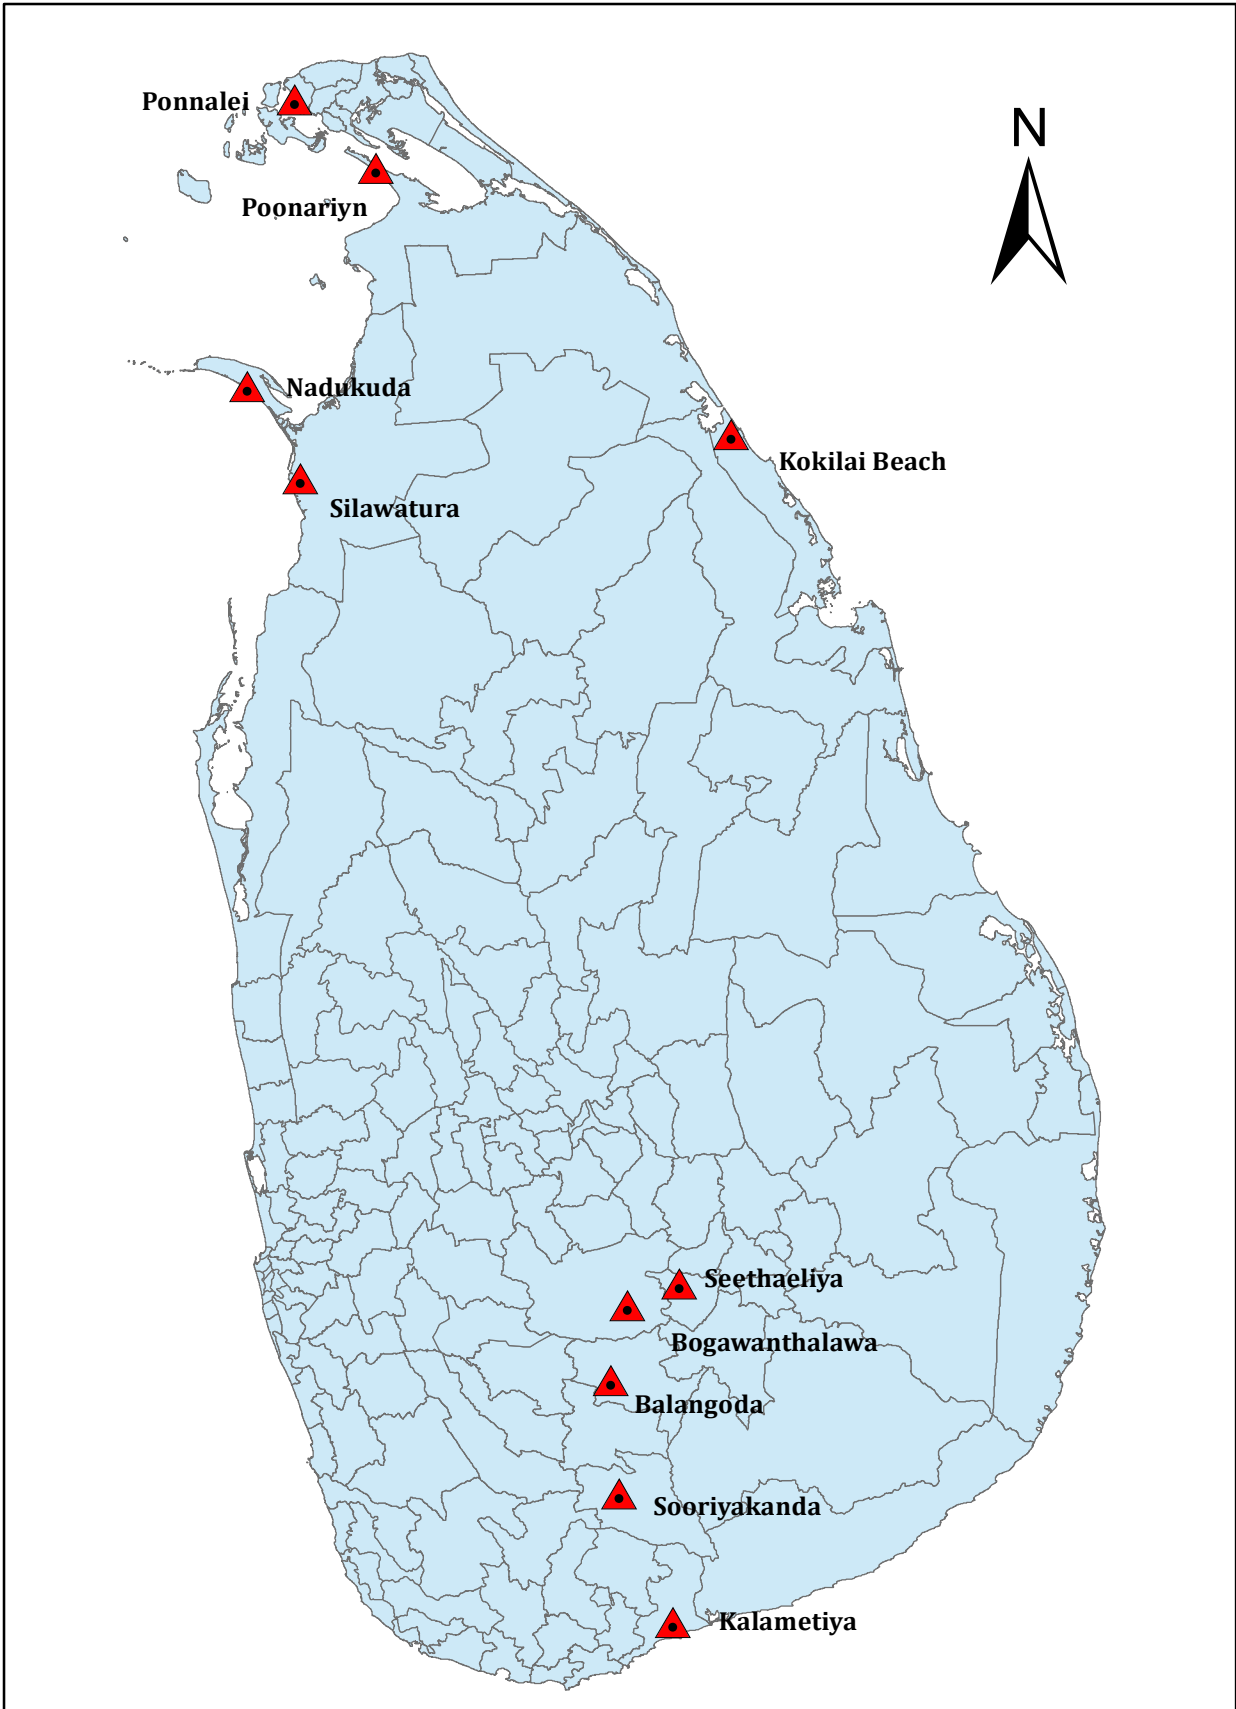 Ponnalei
N
Poonariyn
Nadukuda
Kokilai Beach
Silawatura
Seethaeliya
Bogawanthalawa
Balangoda
Sooriyakanda
Kalametiya